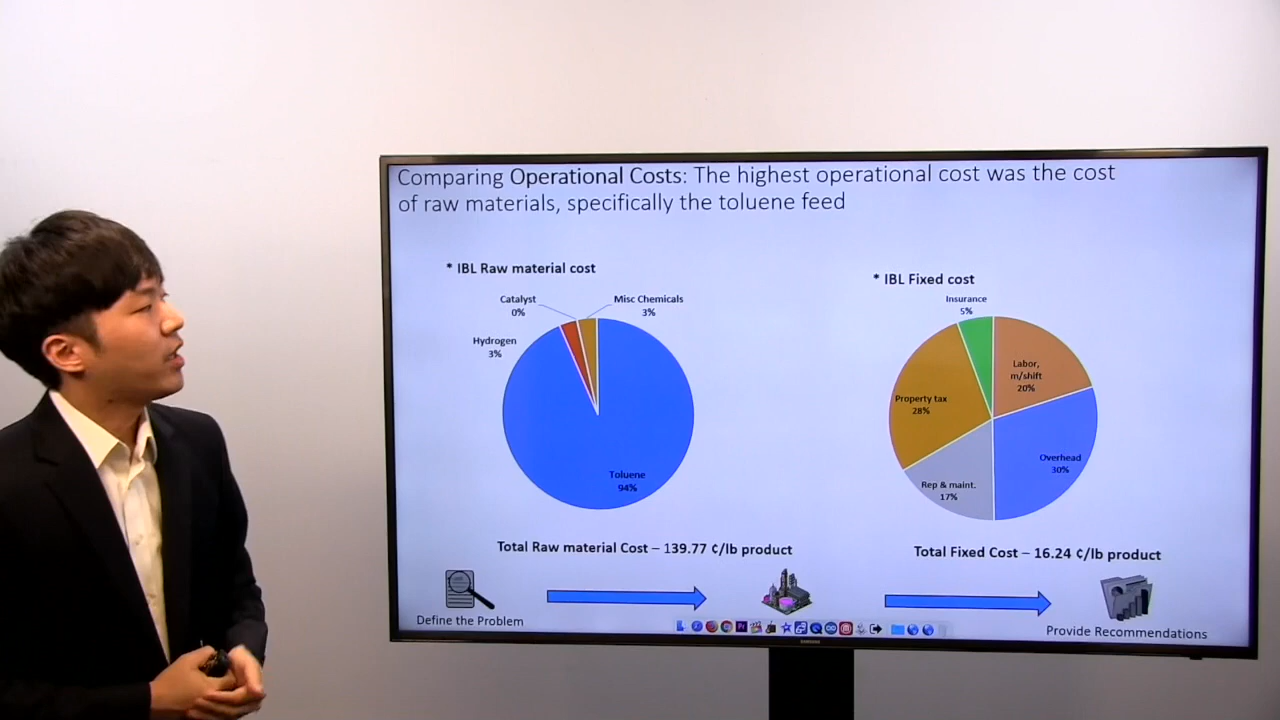 Comparing Operational Costs: The highest operational cost was the cost
of raw materials, specifically the toluene feed
* IBL Raw material cost
Catalyst
0%
Misc Chemicals
3%
Hydrogen
3%
Toluene
94%
Total Raw material Cost – 139.77 ¢/lb product
* IBL Fixed cost
Insurance
5%
Labor,
m/shift
20%
Property tax
28%
Overhead
30%
Rep & maint.
17%
Total Fixed Cost – 16.24 ¢/lb product
Define the Problem
Provide Recommendations
SAMSUNG